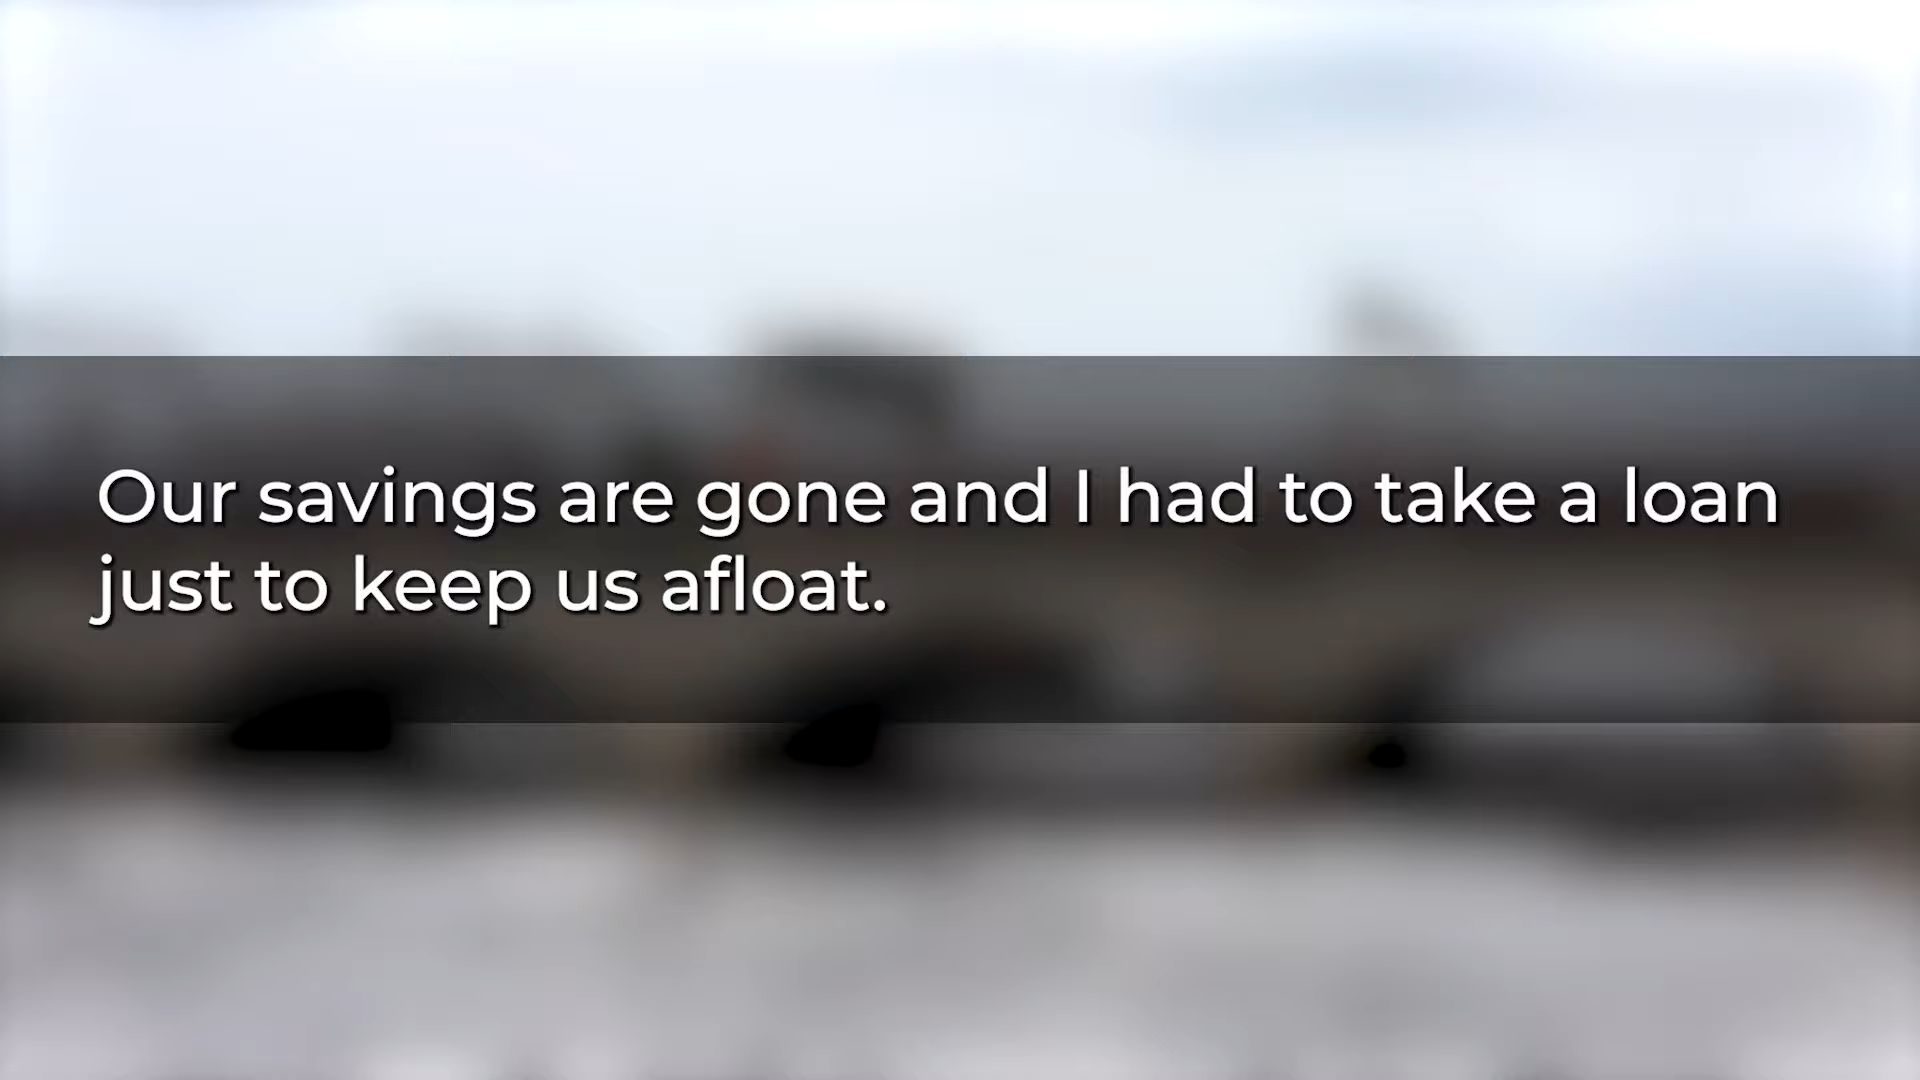 Our savings are gone and I had to take a loan
just to keep us afloat.